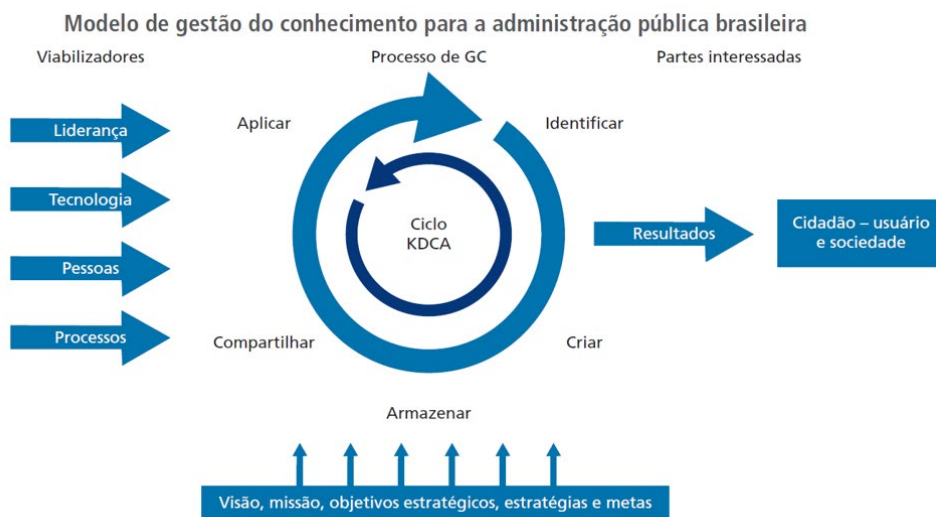 Modelo de gestão do conhecimento para a administração pública brasileira
Viabilizadores
Processo de GC
Partes interessadas
Liderança
Tecnologia
Pessoas
Processos
Aplicar
Identificar
Ciclo
KDCA
Compartilhar
Criar
Armazenar
Resultados
Cidadão – usuário
e sociedade
Visão, missão, objetivos estratégicos, estratégias e metas